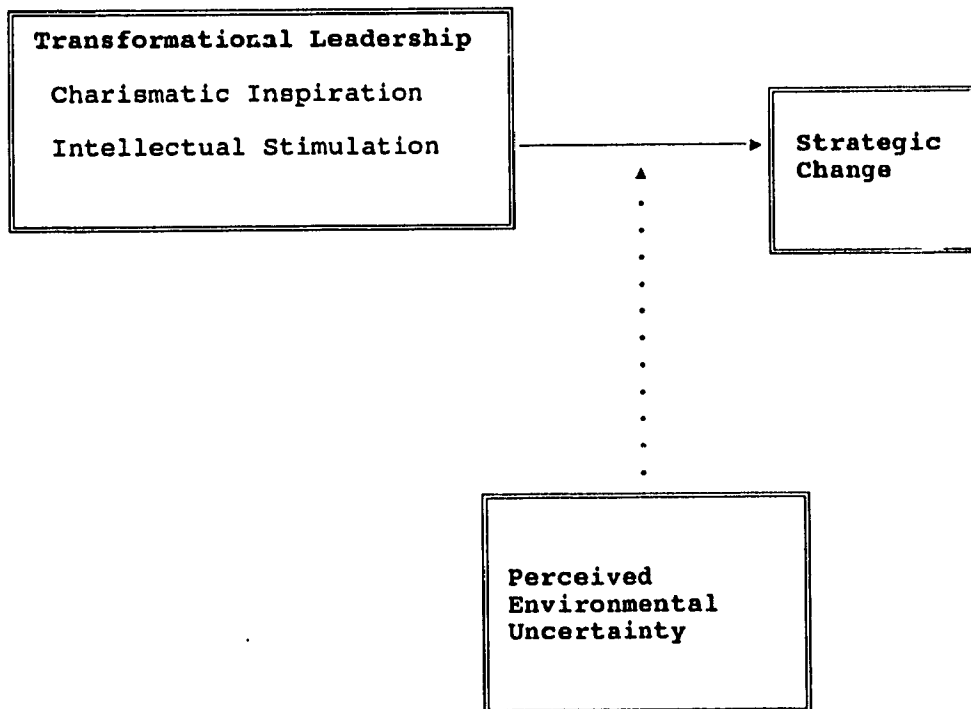 Transformational Leadership
Charismatic Inspiration
Intellectual Stimulation
Strategic
Change
Perceived
Environmental
Uncertainty